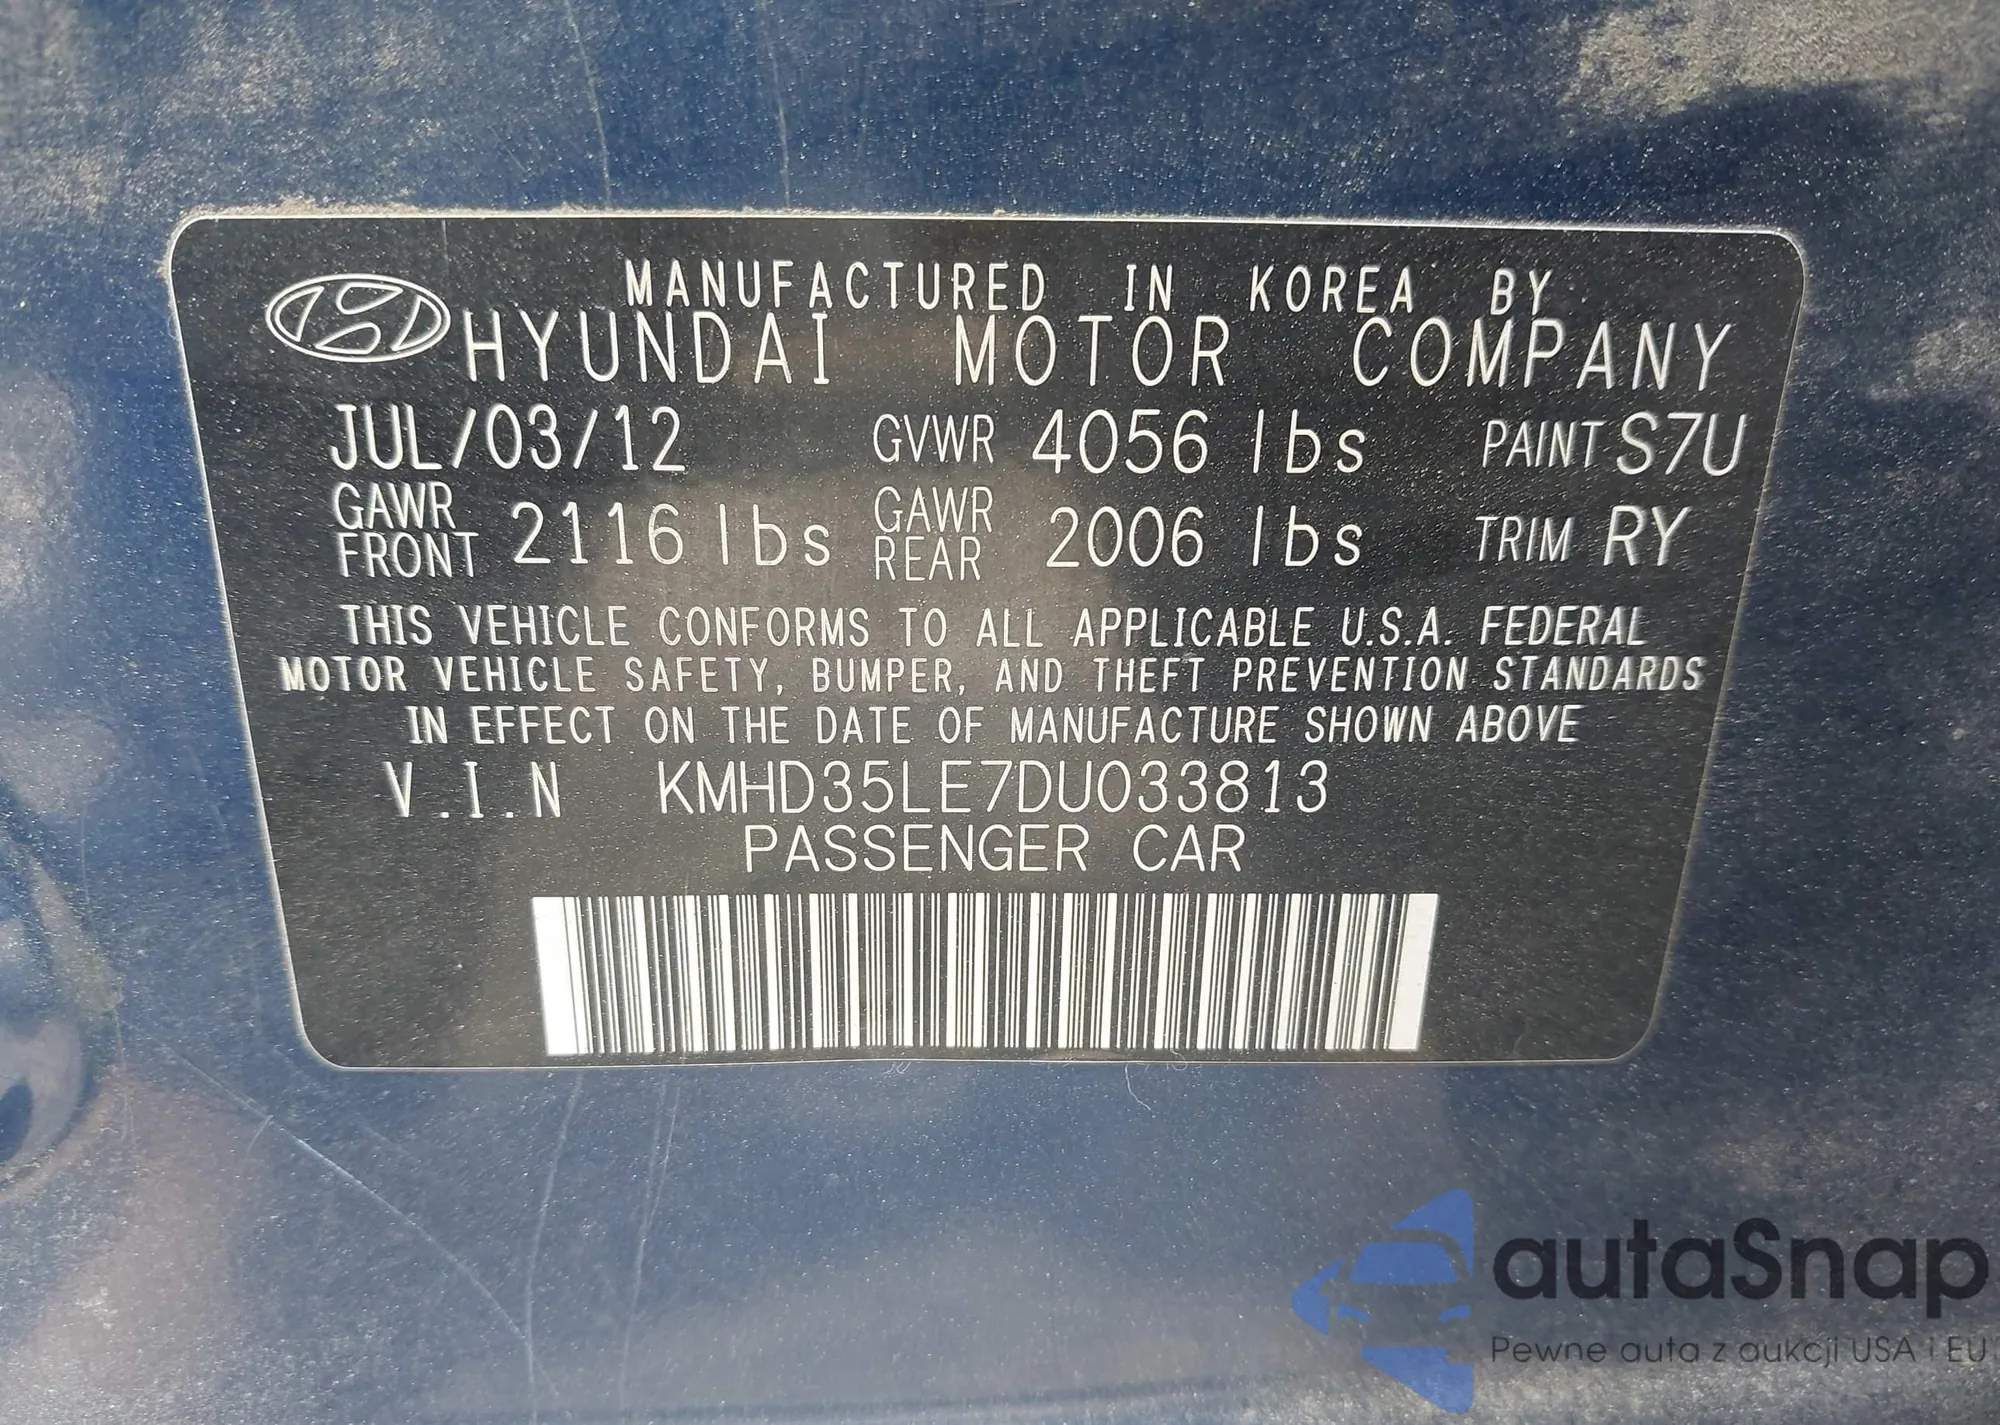 MANUFACTURED IN KOREA BY
HYUNDAI MOTOR COMPANY
JUL/03/12 GVWR 4056 lbs PAINT S7U
GAWR FRONT 2116 lbs GAWR REAR 2006 lbs TRIM RY
THIS VEHICLE CONFORMS TO ALL APPLICABLE U.S.A. FEDERAL
MOTOR VEHICLE SAFETY, BUMPER, AND THEFT PREVENTION STANDARDS
IN EFFECT ON THE DATE OF MANUFACTURE SHOWN ABOVE
V.I.N KMHD35LE7DU033813
PASSENGER CAR
autaSnap
Pewne auta z aukcji USA i EU